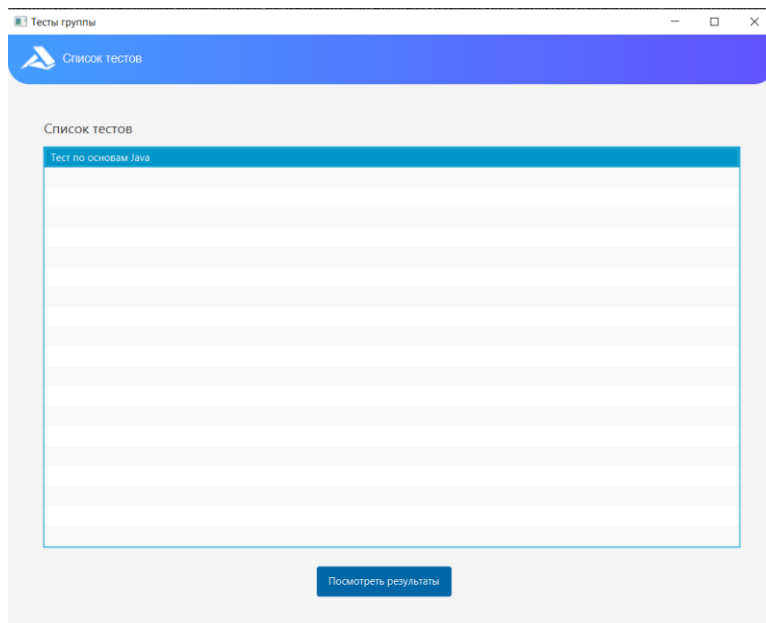 Тесты группы
Список тестов
Список тестов
Тест по основам Java
Посмотреть результаты